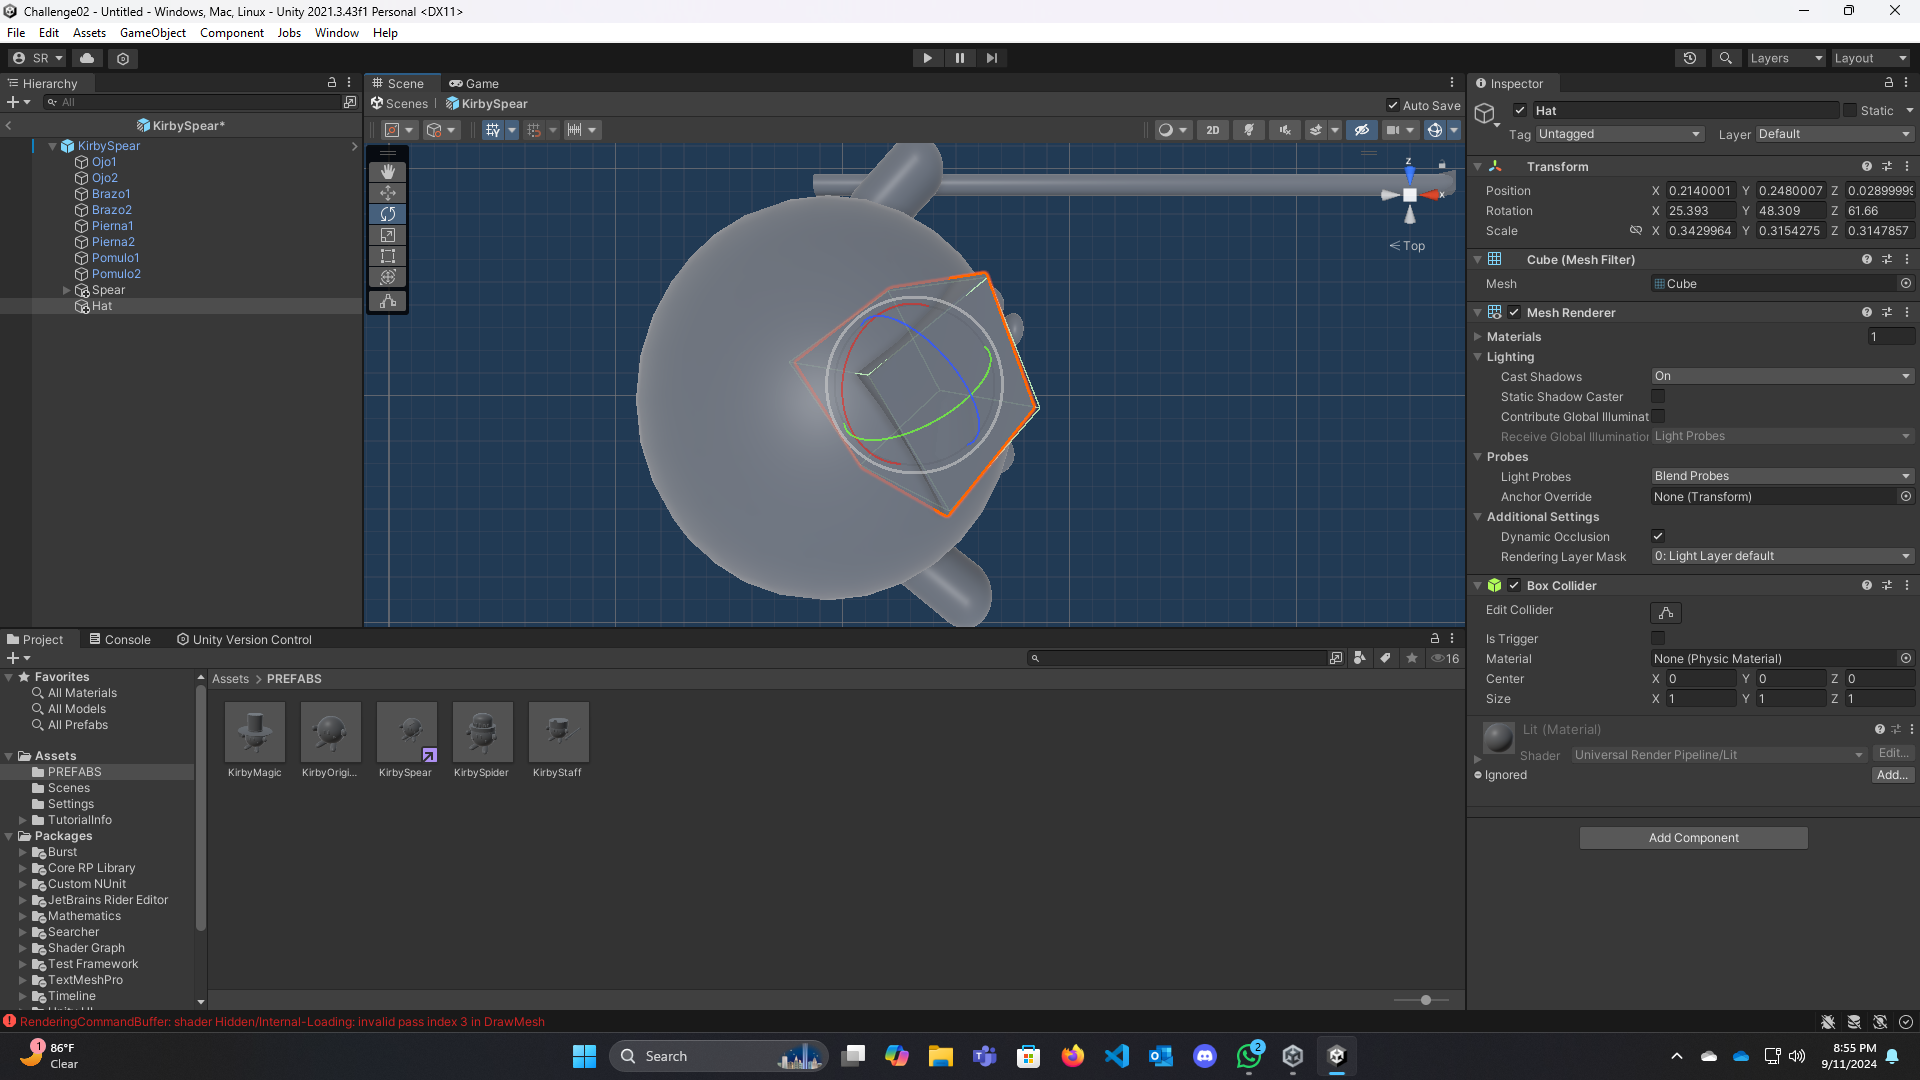 Challenge02 - Untitled - Windows, Mac, Linux - Unity 2021.3.43f1 Personal <DX11>
File Edit Assets GameObject Component Jobs Window Help
SR Layers Layout
Hierarchy
All
KirbySpear*
KirbySpear
Ojo1
Ojo2
Brazo1
Brazo2
Pierna1
Pierna2
Pomulo1
Pomulo2
Spear
Hat
Scene Game
Scenes KirbySpear Auto Save
2D
z
x
< Top
Inspector
Hat Static
Tag Untagged Layer Default
Transform
Position X 0.2140001 Y 0.2480007 Z 0.0289999
Rotation X 25.393 Y 48.309 Z 61.66
Scale X 0.3429964 Y 0.3154275 Z 0.3147857
Cube (Mesh Filter)
Mesh Cube
Mesh Renderer
Materials 1
Lighting
Cast Shadows On
Static Shadow Caster
Contribute Global Illuminat
Receive Global Illumination Light Probes
Probes
Light Probes Blend Probes
Anchor Override None (Transform)
Additional Settings
Dynamic Occlusion
Rendering Layer Mask 0: Light Layer default
Box Collider
Edit Collider
Is Trigger
Material None (Physic Material)
Center X 0 Y 0 Z 0
Size X 1 Y 1 Z 1
Lit (Material)
Shader Universal Render Pipeline/Lit Edit...
Ignored Add...
Add Component
Project Console Unity Version Control
16
Favorites
All Materials
All Models
All Prefabs
Assets
PREFABS
Scenes
Settings
TutorialInfo
Packages
Burst
Core RP Library
Custom NUnit
JetBrains Rider Editor
Mathematics
Searcher
Shader Graph
Test Framework
TextMeshPro
Timeline
Assets > PREFABS
KirbyMagic KirbyOrigi... KirbySpear KirbySpider KirbyStaff
RenderingCommandBuffer: shader Hidden/Internal-Loading: invalid pass index 3 in DrawMesh
1
86°F
Clear
Search
2
8:55 PM
9/11/2024